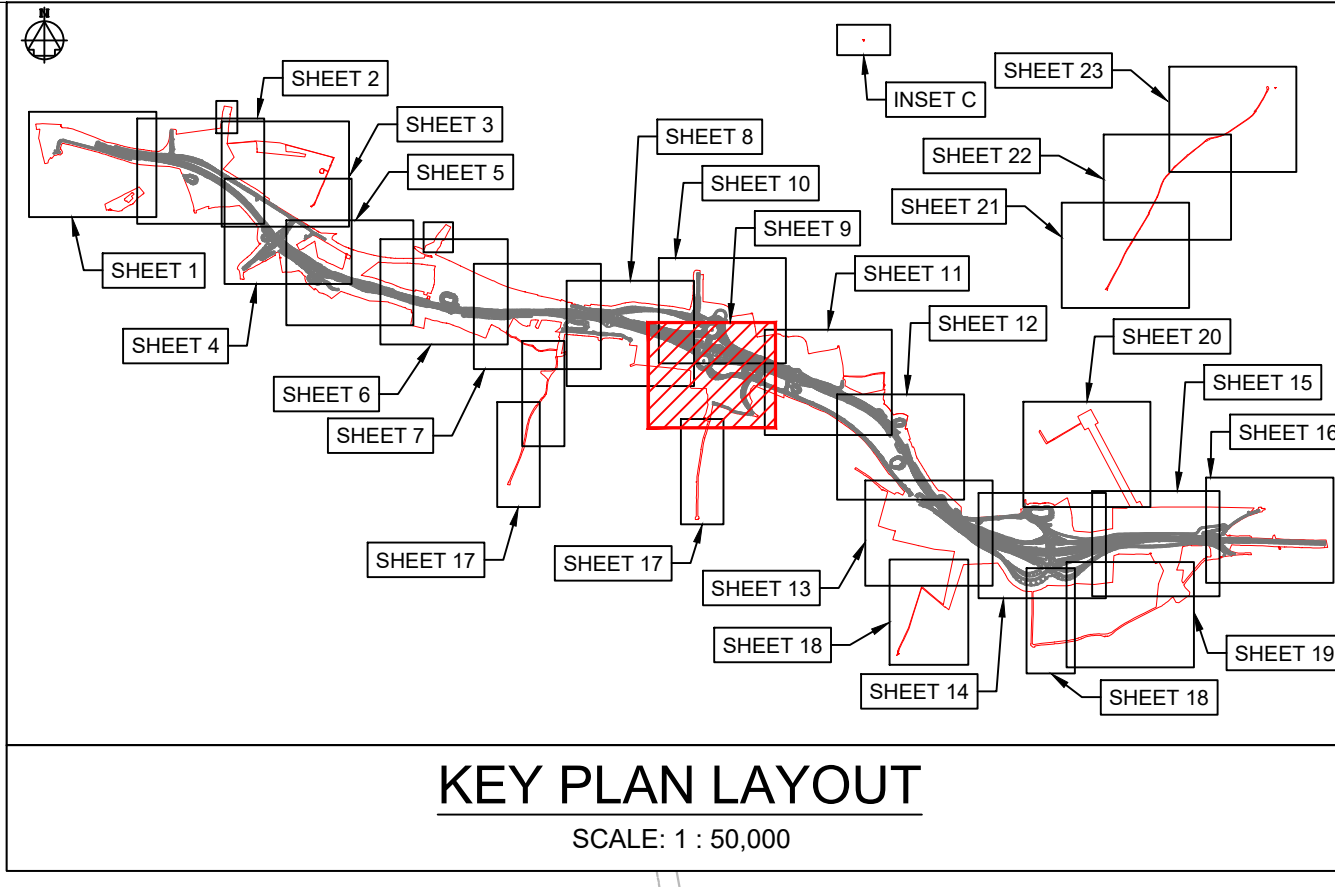 N
SHEET 2
INSET C
SHEET 23
SHEET 3
SHEET 8
SHEET 22
SHEET 5
SHEET 10
SHEET 21
SHEET 9
SHEET 1
SHEET 11
SHEET 12
SHEET 20
SHEET 4
SHEET 15
SHEET 6
SHEET 7
SHEET 16
SHEET 17
SHEET 17
SHEET 13
SHEET 18
SHEET 19
SHEET 14
SHEET 18
KEY PLAN LAYOUT
SCALE: 1 : 50,000